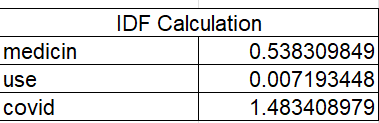 IDF Calculation
medicin 0.538309849
use 0.007193448
covid 1.483408979